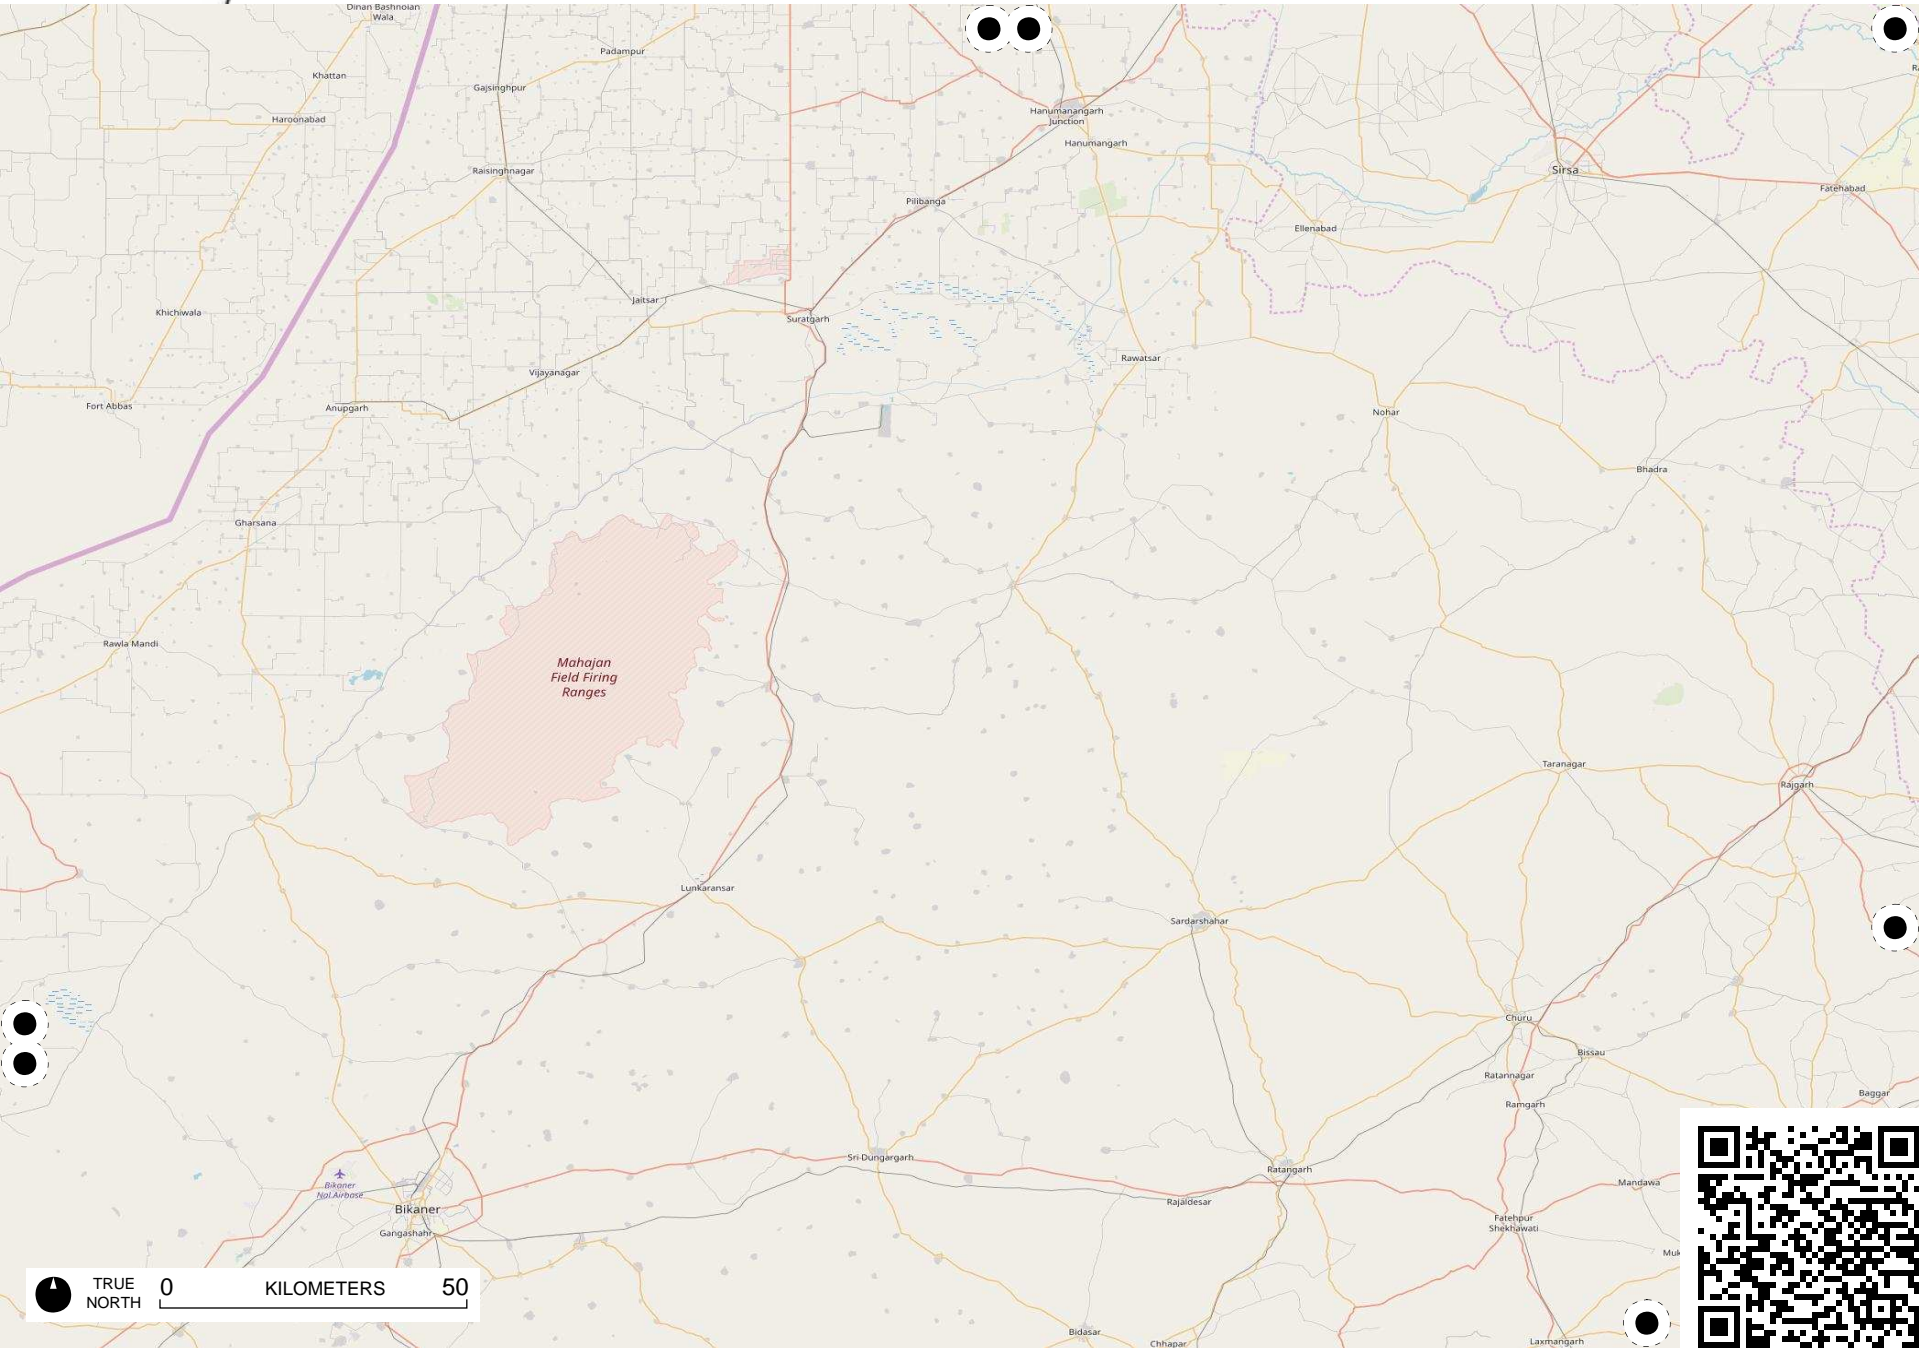 Dinan Bashnoian
Wala
Padampur
Khattan
Gajsinghpur
Haroonabad
Hanumanangarh
Junction
Hanumangarh
Raisinghnagar
Sirsa
Fatehabad
Pilibanga
Ellenabad
Jaitsar
Khichiwala
Suratgarh
Rawatsar
Vijayanagar
Fort Abbas
Anupgarh
Nohar
Bhadra
Gharsana
Rawla Mandi
Mahajan
Field Firing
Ranges
Taranagar
Rajgarh
Lunkaransar
Sardarshahar
Churu
Bissau
Ratannagar
Baggar
Ramgarh
Sri Dungargarh
Ratangarh
Bikaner
Nal Airbase
Mandawa
Rajaldesar
Bikaner
Fatehpur
Shekhawati
Gangashahr
TRUE
NORTH
0 KILOMETERS 50
Bidasar
Chhapar
Laxmangarh